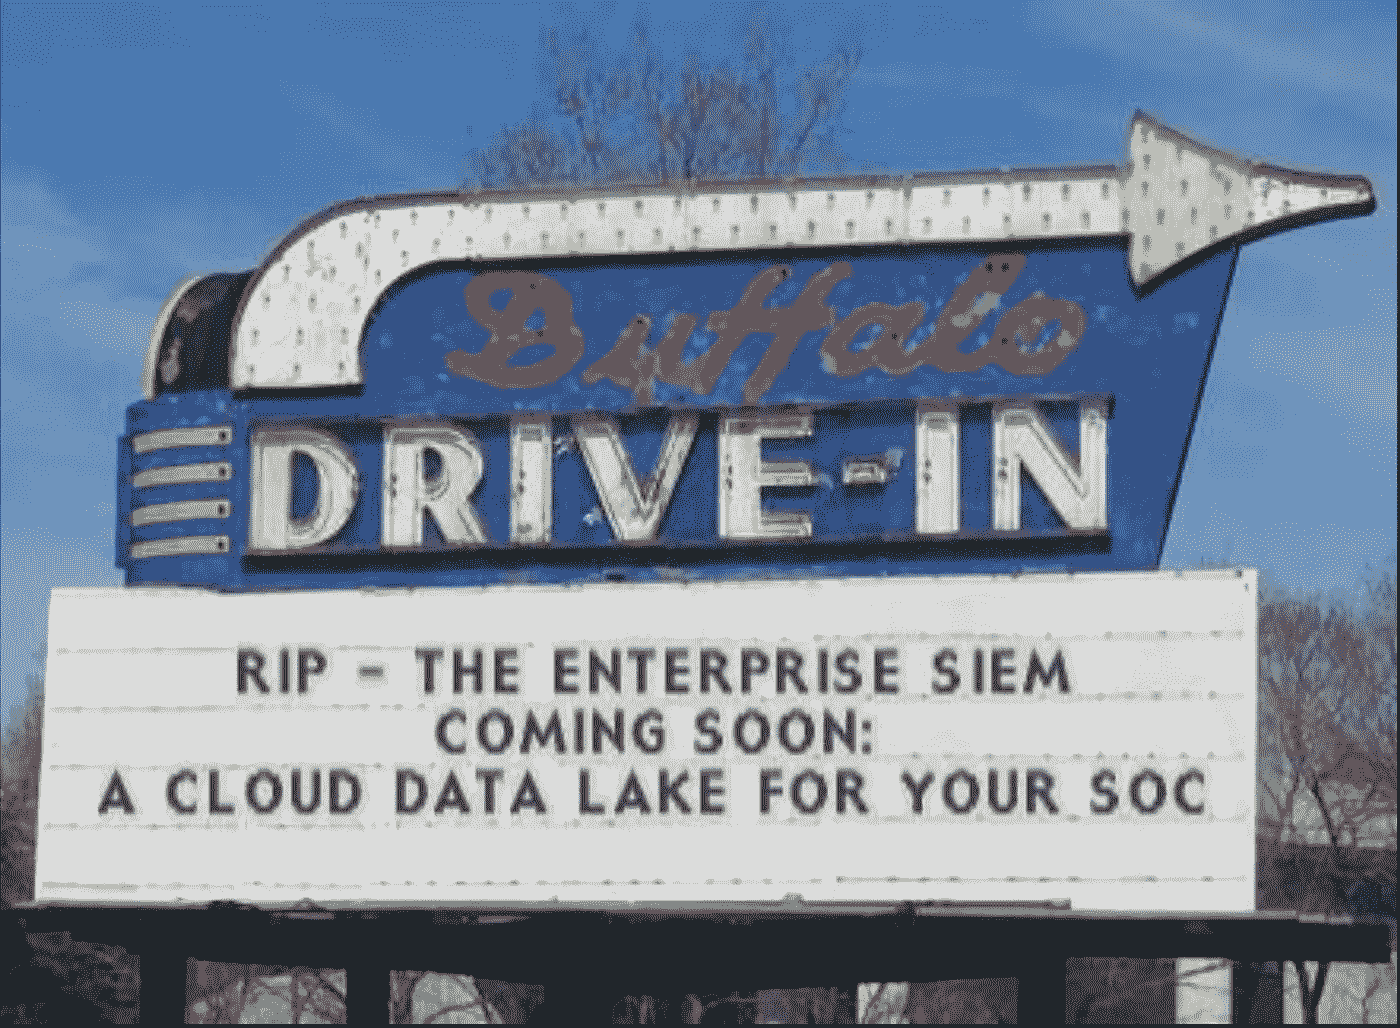 Buffalo
DRIVE-IN
RIP - THE ENTERPRISE SIEM
COMING SOON:
A CLOUD DATA LAKE FOR YOUR SOC